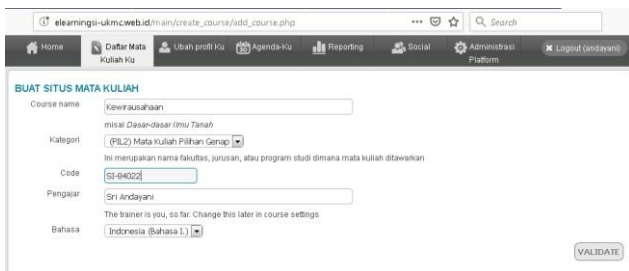 elearningsi-ukmc.web.id/main/create_course/add_course.php
Search
Home
Daftar Mata Kuliah Ku
Ubah profil Ku
Agenda-Ku
Reporting
Social
Administrasi Platform
Logout (andayani)
BUAT SITUS MATA KULIAH
Course name
Kewirausahaan
misal Dasar-dasar Ilmu Tanah
Kategori
(PIL2) Mata Kuliah Pilihan Genap
Ini merupakan nama fakultas, jurusan, atau program studi dimana mata kuliah ditawarkan
Code
SI-84022
Pengajar
Sri Andayani
The trainer is you, so far. Change this later in course settings
Bahasa
Indonesia (Bahasa I.)
VALIDATE